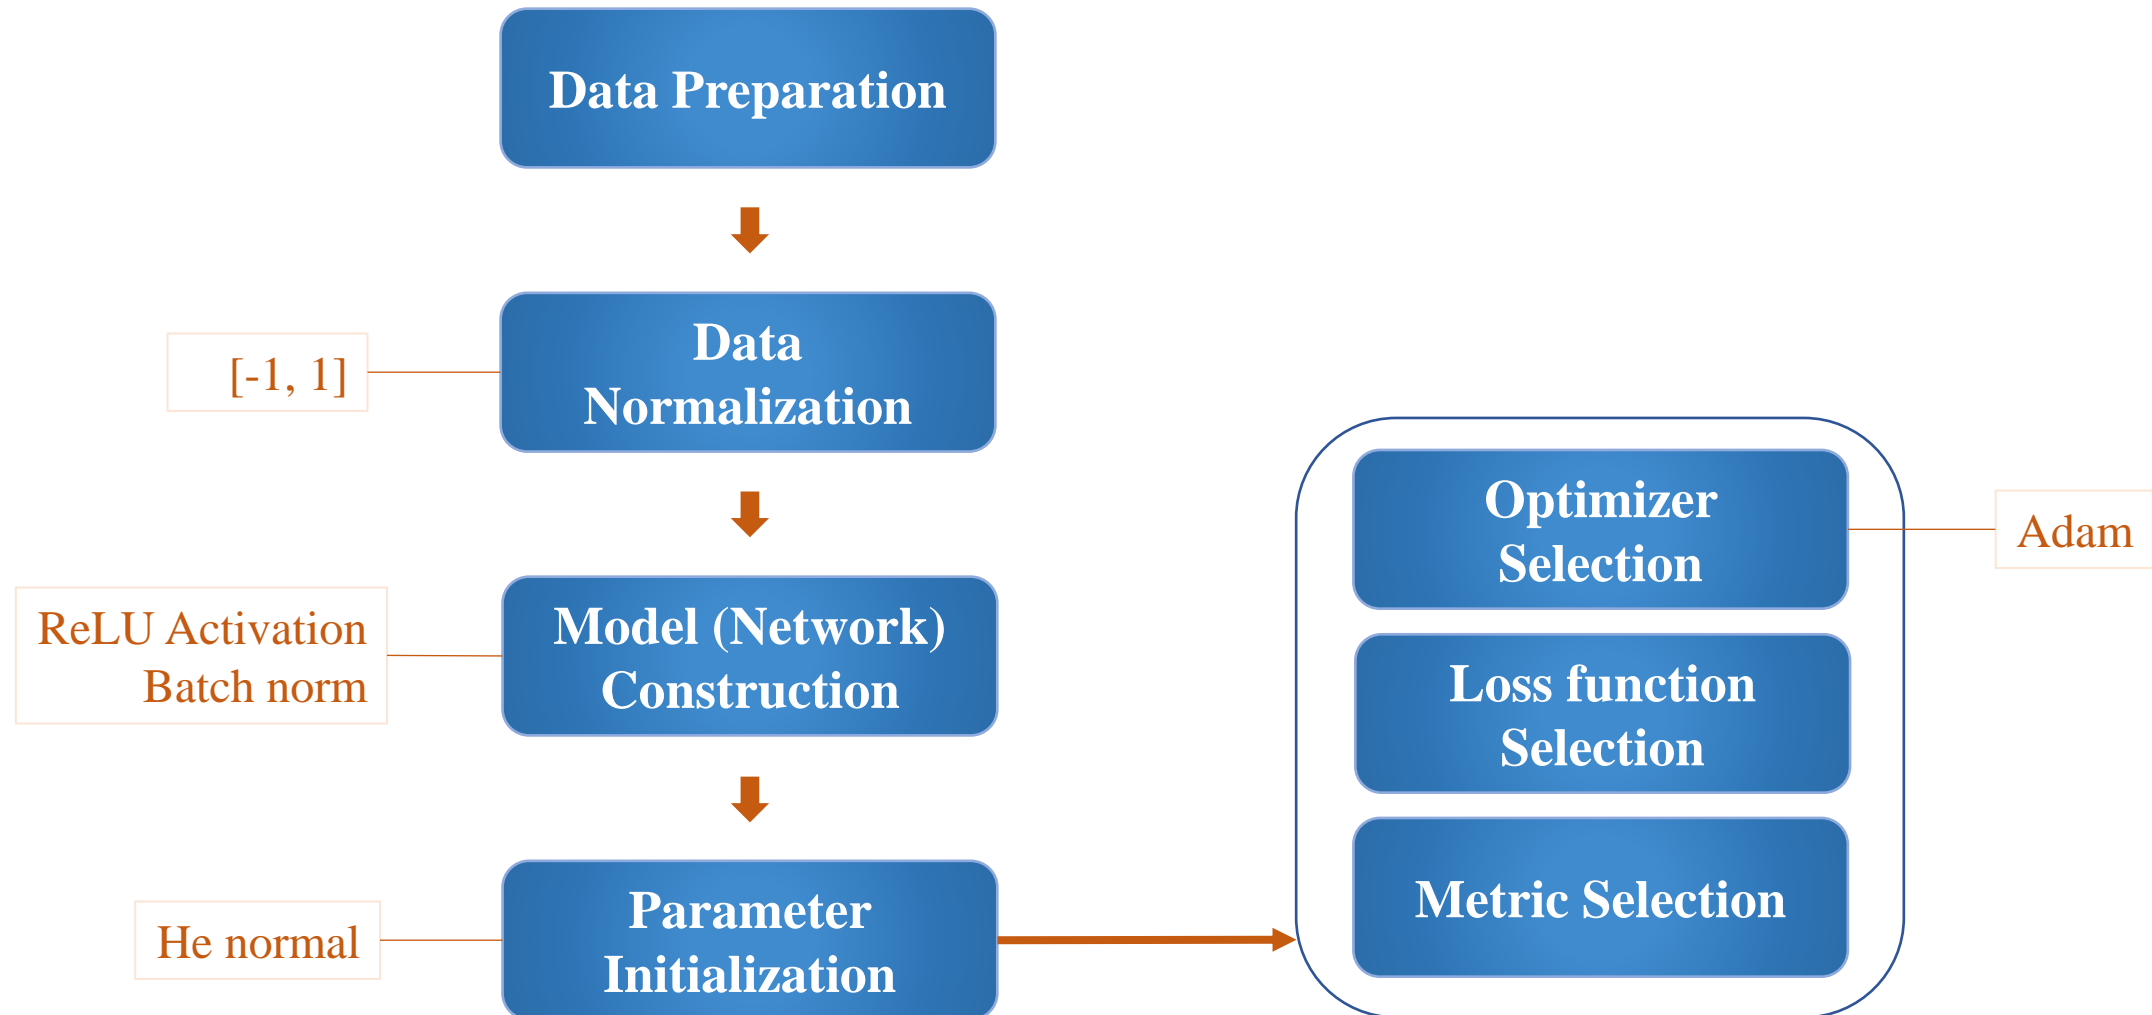 Data Preparation
[-1, 1]
Data
Normalization
ReLU Activation
Batch norm
Model (Network)
Construction
He normal
Parameter
Initialization
Optimizer
Selection
Adam
Loss function
Selection
Metric Selection